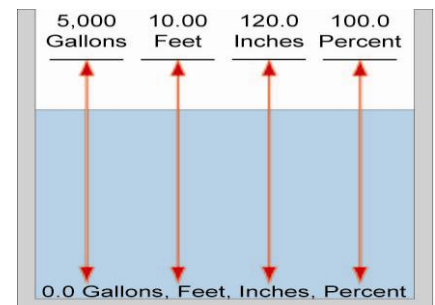 5,000 10.00 120.0 100.0
Gallons Feet Inches Percent
0.0 Gallons, Feet, Inches, Percent